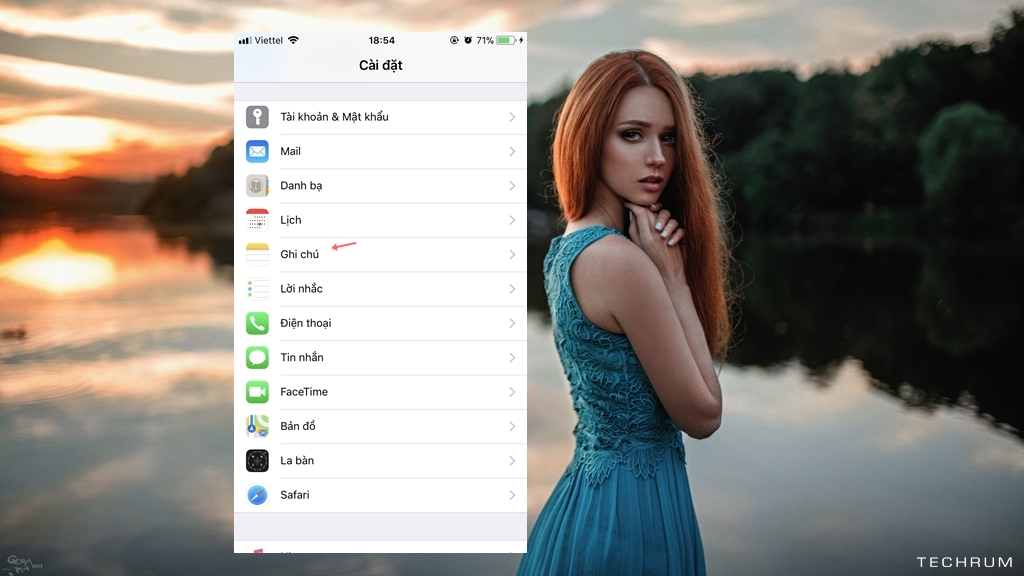 Viettel 18:54 71%
Cài đặt
Tài khoản & Mật khẩu
Mail
Danh bạ
Lịch
Ghi chú
Lời nhắc
Điện thoại
Tin nhắn
FaceTime
Bản đồ
La bàn
Safari
TECHRUM